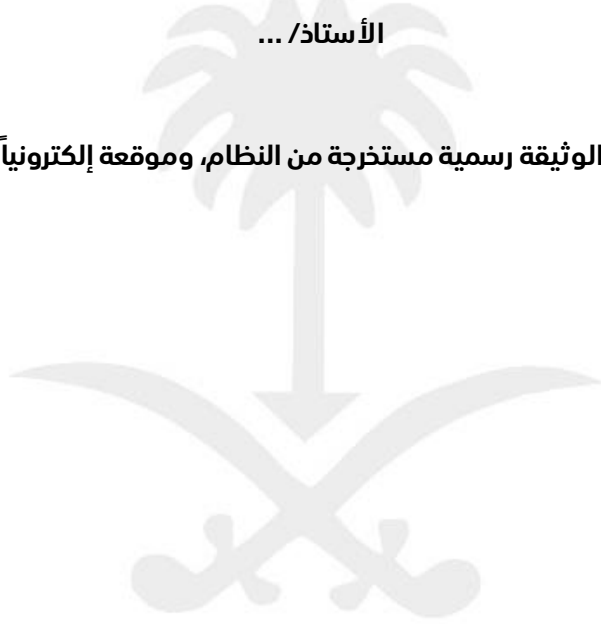 الأستاذ/ ...
الوثيقة رسمية مستخرجة من النظام، وموقعة إلكترونياً